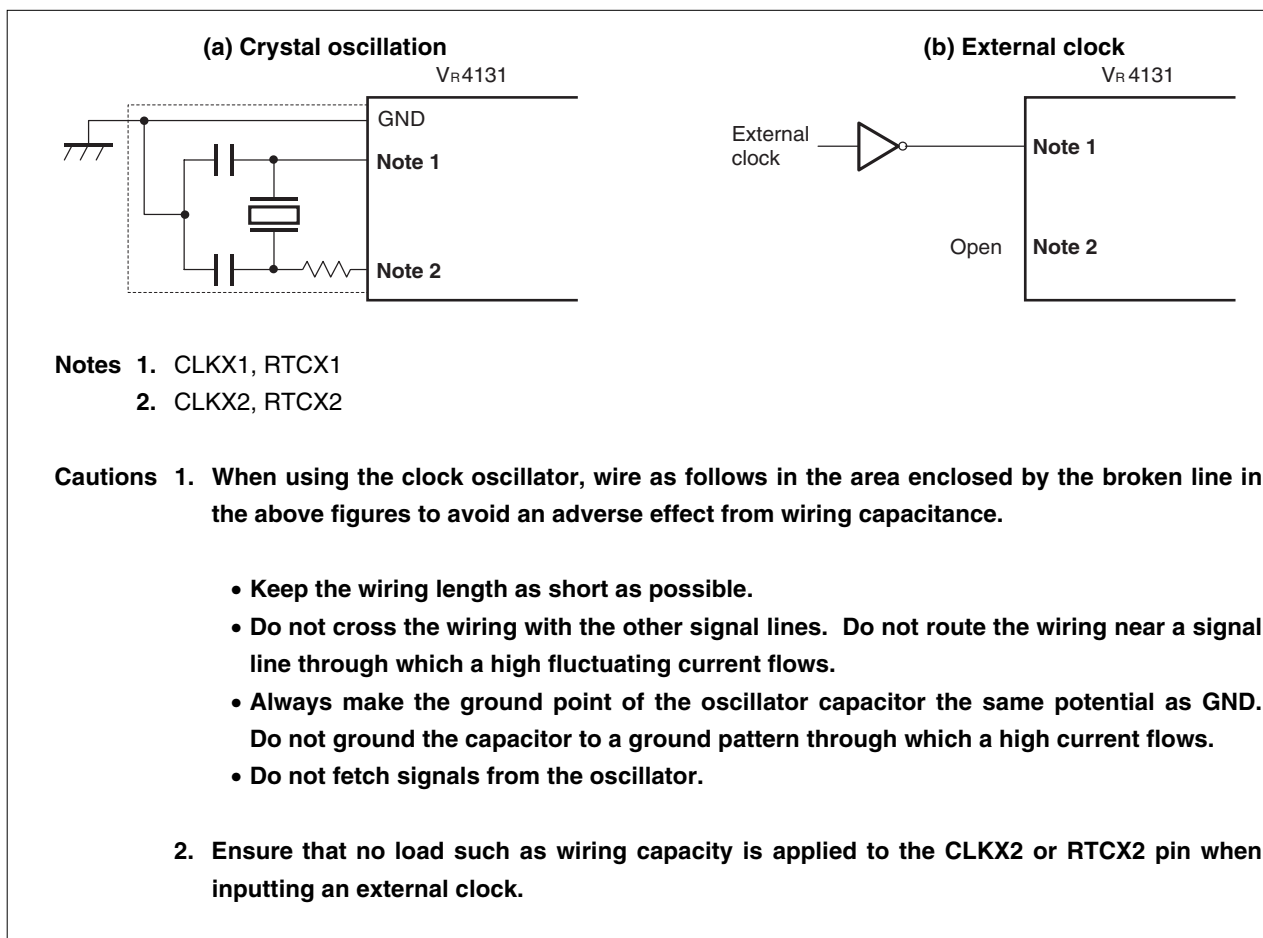 (a) Crystal oscillation
VR4131
GND
Note 1
Note 2
(b) External clock
VR4131
External
clock
Note 1
Open
Note 2
Notes 1. CLKX1, RTCX1
2. CLKX2, RTCX2
Cautions 1. When using the clock oscillator, wire as follows in the area enclosed by the broken line in
the above figures to avoid an adverse effect from wiring capacitance.
• Keep the wiring length as short as possible.
• Do not cross the wiring with the other signal lines. Do not route the wiring near a signal
line through which a high fluctuating current flows.
• Always make the ground point of the oscillator capacitor the same potential as GND.
Do not ground the capacitor to a ground pattern through which a high current flows.
• Do not fetch signals from the oscillator.
2. Ensure that no load such as wiring capacity is applied to the CLKX2 or RTCX2 pin when
inputting an external clock.